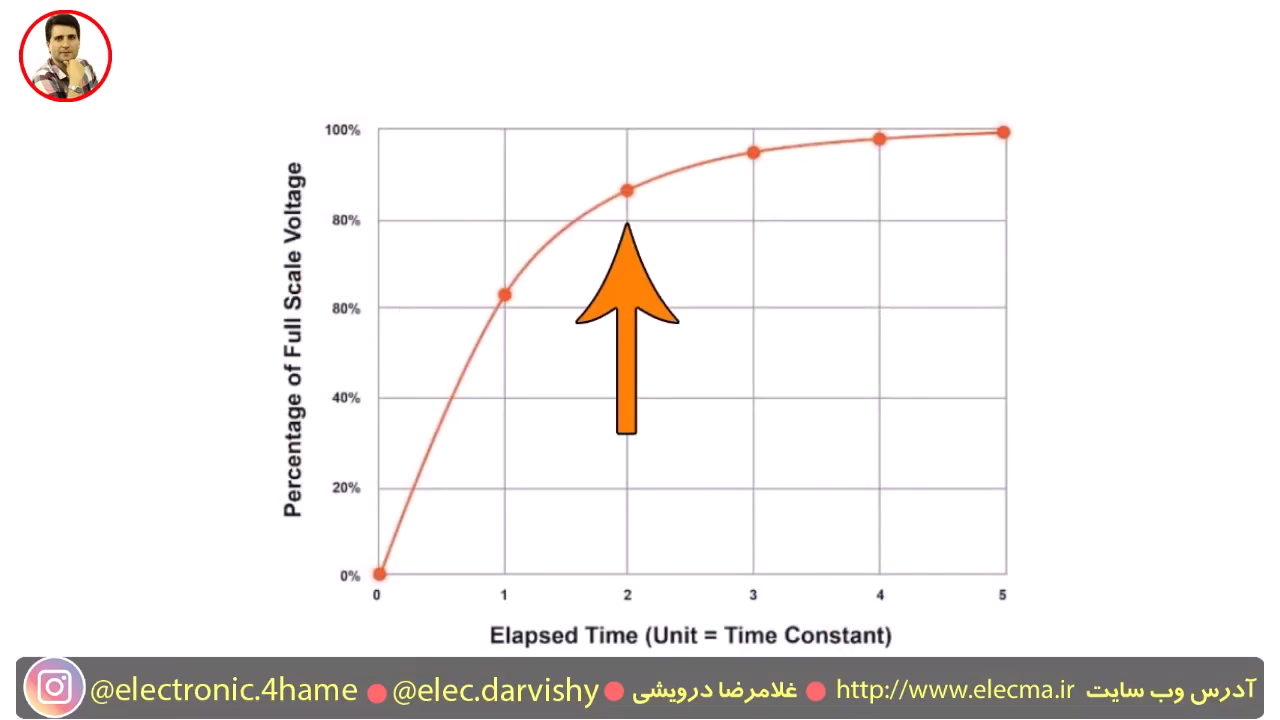 Percentage of Full Scale Voltage
100%
80%
80%
40%
20%
0%
0 1 2 3 4 5
Elapsed Time (Unit = Time Constant)
@electronic.4hame @elec.darvishy غلامرضا درویشی http://www.elecma.ir آدرس وب سایت